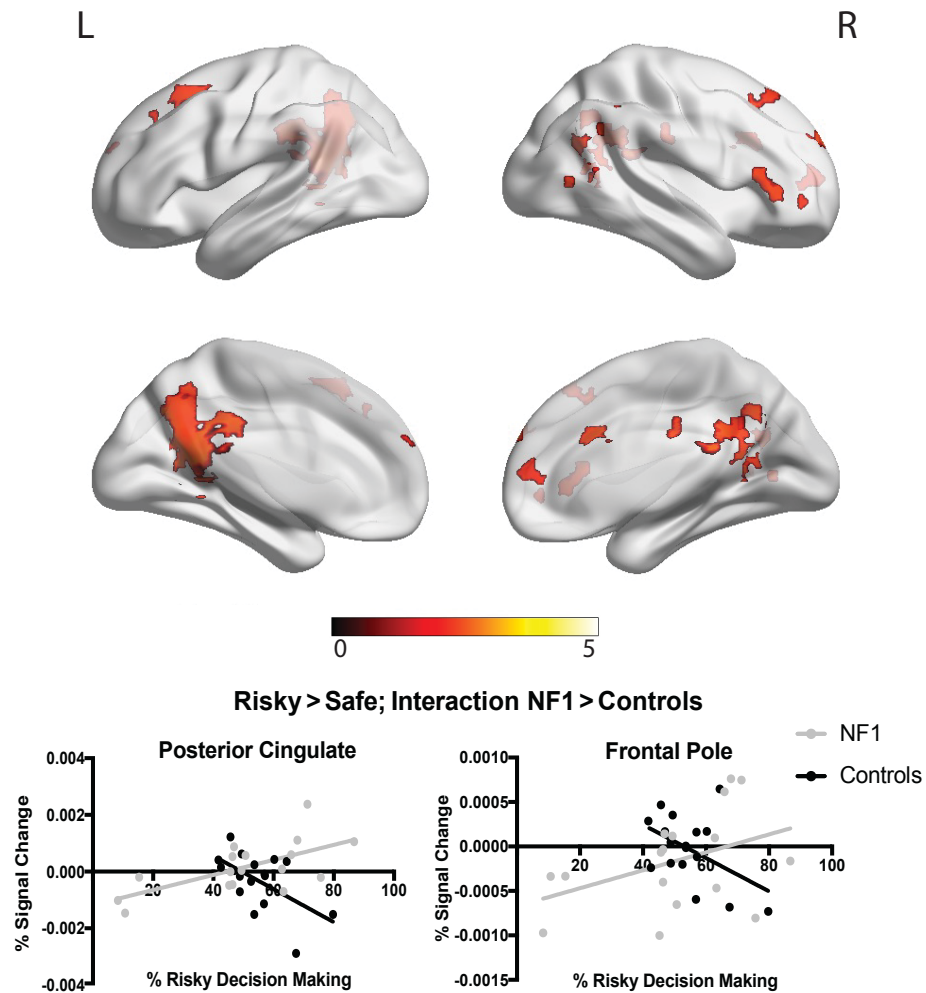 L
R
0
5
Risky > Safe; Interaction NF1 > Controls
Posterior Cingulate
0.004
0.002
0.000
-0.002
-0.004
% Signal Change
20
40
60
80
100
% Risky Decision Making
Frontal Pole
0.0010
0.0005
0.0000
-0.0005
-0.0010
-0.0015
% Signal Change
20
40
60
80
100
% Risky Decision Making
NF1
Controls